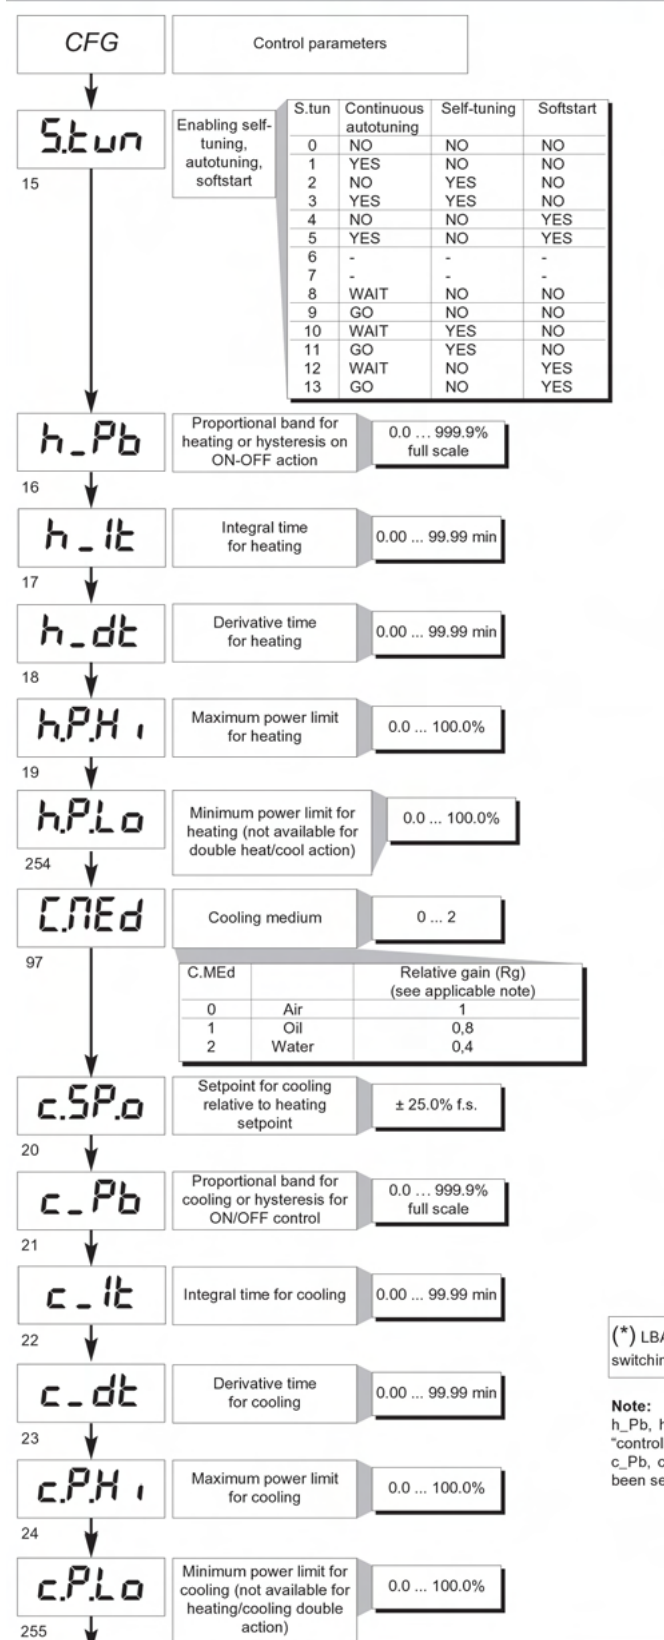 CFG
Control parameters
S.tun
15
Enabling self-
tuning,
autotuning,
softstart
S.tun Continuous autotuning Self-tuning Softstart
0 NO NO NO
1 YES NO NO
2 NO YES NO
3 YES YES NO
4 NO NO YES
5 YES NO YES
6 - - -
7 - - -
8 WAIT NO NO
9 GO NO NO
10 WAIT YES NO
11 GO YES NO
12 WAIT NO YES
13 GO NO YES
h_Pb
16
Proportional band for
heating or hysteresis on
ON-OFF action
0.0 ... 999.9%
full scale
h_It
17
Integral time
for heating
0.00 ... 99.99 min
h_dt
18
Derivative time
for heating
0.00 ... 99.99 min
h.P.Hi
19
Maximum power limit
for heating
0.0 ... 100.0%
h.P.Lo
254
Minimum power limit for
heating (not available for
double heat/cool action)
0.0 ... 100.0%
C.MEd
97
Cooling medium
0 ... 2
C.MEd Relative gain (Rg)
(see applicable note)
0 Air 1
1 Oil 0,8
2 Water 0,4
c.SP.o
20
Setpoint for cooling
relative to heating
setpoint
± 25.0% f.s.
c_Pb
21
Proportional band for
cooling or hysteresis for
ON/OFF control
0.0 ... 999.9%
full scale
c_It
22
Integral time for cooling
0.00 ... 99.99 min
c_dt
23
Derivative time
for cooling
0.00 ... 99.99 min
c.P.Hi
24
Maximum power limit
for cooling
0.0 ... 100.0%
c.P.Lo
255
Minimum power limit for
cooling (not available for
heating/cooling double
action)
0.0 ... 100.0%
(*) LBA
switchin
Note:
h_Pb, h
"control
c_Pb, c
been se